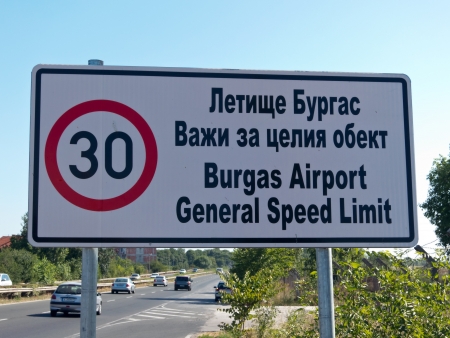 30
Летище Бургас
Важи за целия обект
Burgas Airport
General Speed Limit